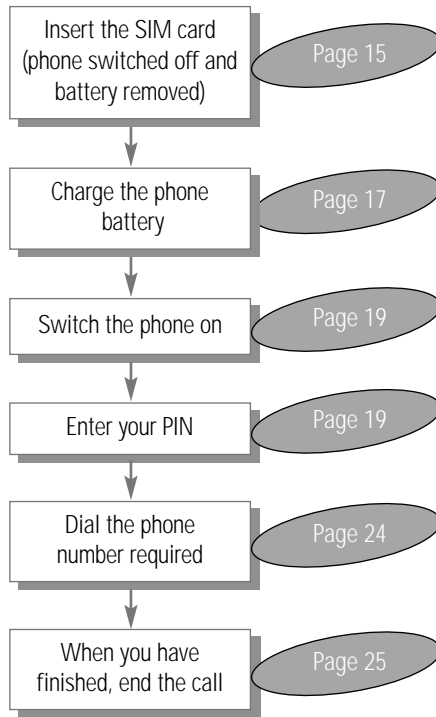 Insert the SIM card
(phone switched off and
battery removed)
Page 15
Charge the phone
battery
Page 17
Switch the phone on
Page 19
Enter your PIN
Page 19
Dial the phone
number required
Page 24
When you have
finished, end the call
Page 25